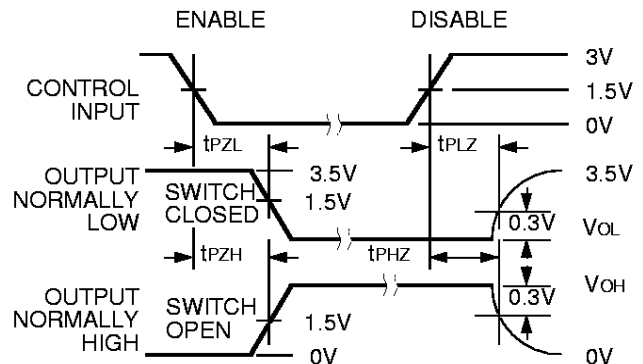 ENABLE DISABLE
3V
CONTROL INPUT
1.5V
0V
tPZL
tPLZ
OUTPUT NORMALLY LOW
SWITCH CLOSED
3.5V
3.5V
1.5V
0.3V
VOL
tPZH
tPHZ
OUTPUT NORMALLY HIGH
SWITCH OPEN
0.3V
VOH
1.5V
0V
0V